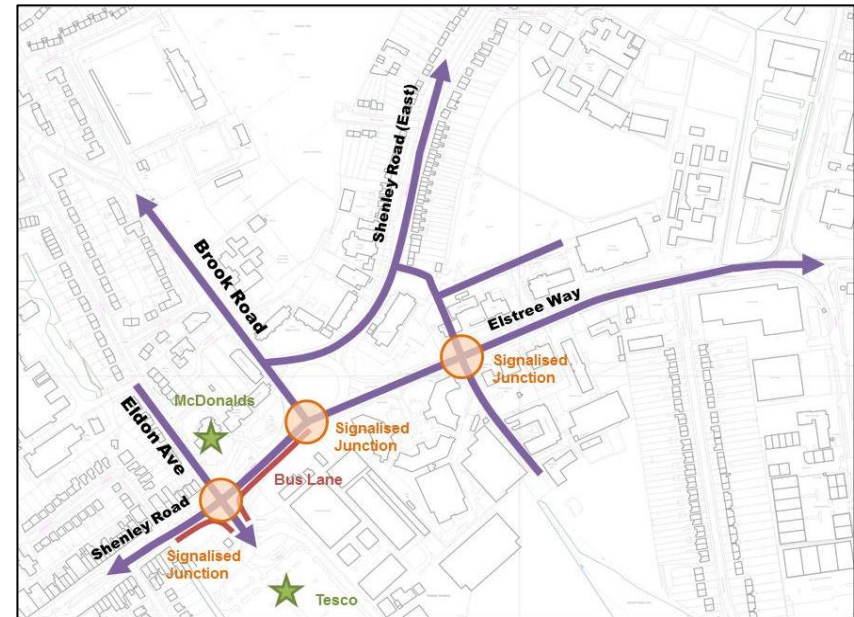 Shenley Road (East)
Brook Road
Elstree Way
Signalised
Junction
McDonalds
Eldon Ave
Signalised
Junction
Bus Lane
Shenley Road
Signalised
Junction
Tesco